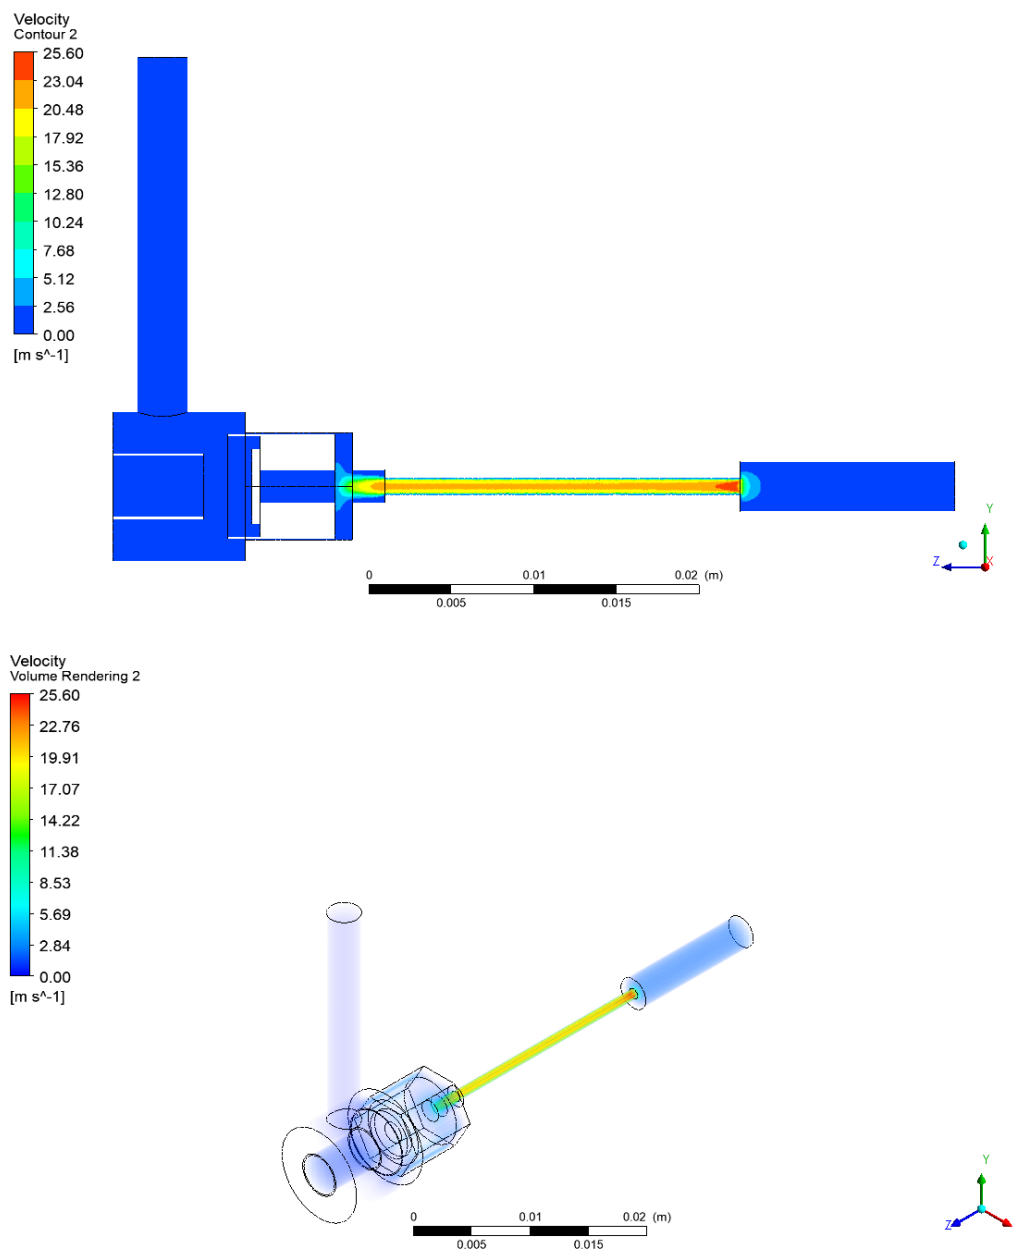 Velocity
Contour 2
25.60
23.04
20.48
17.92
15.36
12.80
10.24
7.68
5.12
2.56
0.00
[m s^-1]
Y
Z
X
0 0.01 0.02 (m)
0.005 0.015
Velocity
Volume Rendering 2
25.60
22.76
19.91
17.07
14.22
11.38
8.53
5.69
2.84
0.00
[m s^-1]
Y
Z
0 0.01 0.02 (m)
0.005 0.015